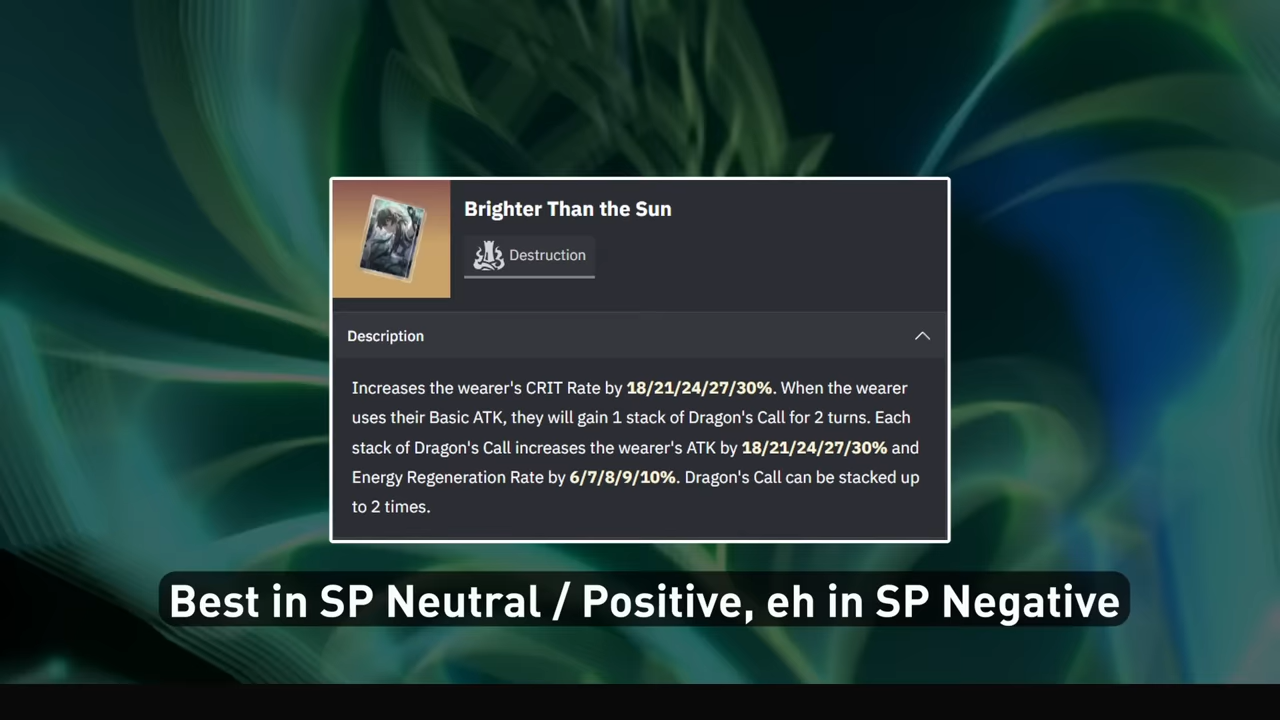 Brighter Than the Sun
Destruction
Description
Increases the wearer's CRIT Rate by 18/21/24/27/30%. When the wearer
uses their Basic ATK, they will gain 1 stack of Dragon's Call for 2 turns. Each
stack of Dragon's Call increases the wearer's ATK by 18/21/24/27/30% and
Energy Regeneration Rate by 6/7/8/9/10%. Dragon's Call can be stacked up
to 2 times.
Best in SP Neutral / Positive, eh in SP Negative